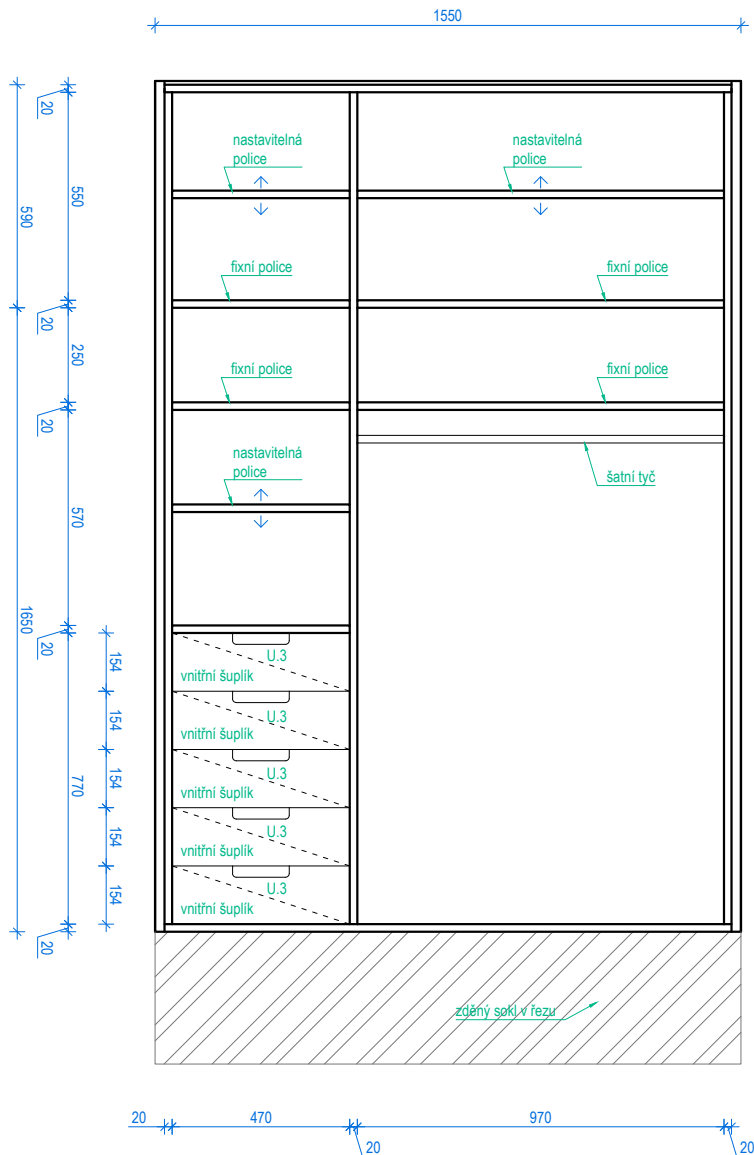 1550
20
550
590
20
250
20
570
1650
20
770
20
154
154
154
154
154
nastavitelná
police
nastavitelná
police
fixní police
fixní police
fixní police
fixní police
nastavitelná
police
šatní tyč
U.3
vnitřní šuplík
U.3
vnitřní šuplík
U.3
vnitřní šuplík
U.3
vnitřní šuplík
U.3
vnitřní šuplík
zděný sokl v řezu
20
470
20
970
20